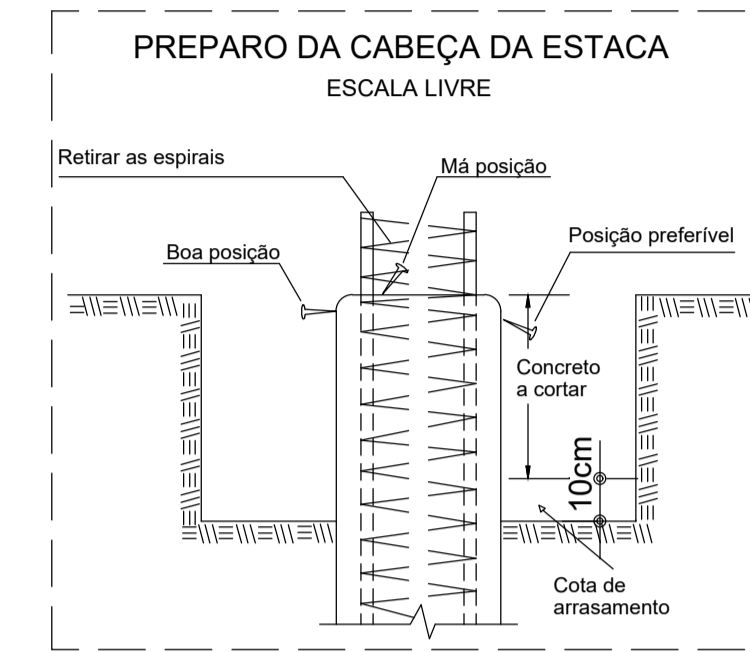 PREPARO DA CABEÇA DA ESTACA
ESCALA LIVRE
Retirar as espirais
Má posição
Boa posição
Posição preferível
Concreto
a cortar
10cm
Cota de
arrasamento